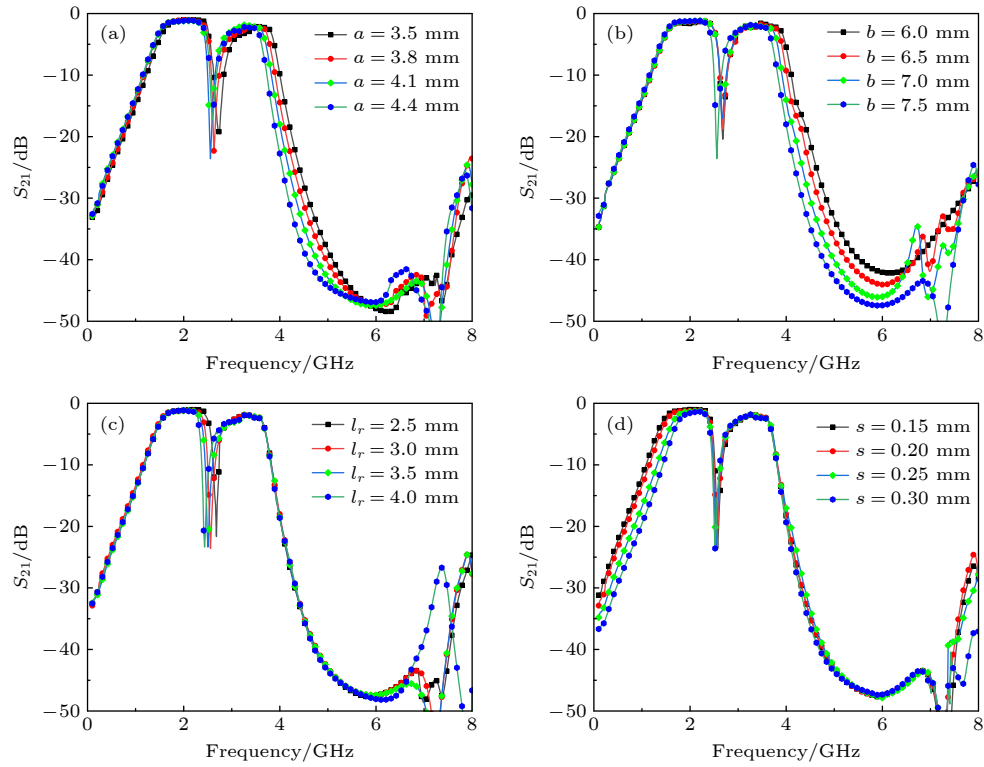 (a)
a = 3.5 mm
a = 3.8 mm
a = 4.1 mm
a = 4.4 mm
0
−10
−20
−30
−40
−50
S21/dB
0 2 4 6 8
Frequency/GHz
(b)
b = 6.0 mm
b = 6.5 mm
b = 7.0 mm
b = 7.5 mm
0
−10
−20
−30
−40
−50
S21/dB
0 2 4 6 8
Frequency/GHz
(c)
lr = 2.5 mm
lr = 3.0 mm
lr = 3.5 mm
lr = 4.0 mm
0
−10
−20
−30
−40
−50
S21/dB
0 2 4 6 8
Frequency/GHz
(d)
s = 0.15 mm
s = 0.20 mm
s = 0.25 mm
s = 0.30 mm
0
−10
−20
−30
−40
−50
S21/dB
0 2 4 6 8
Frequency/GHz